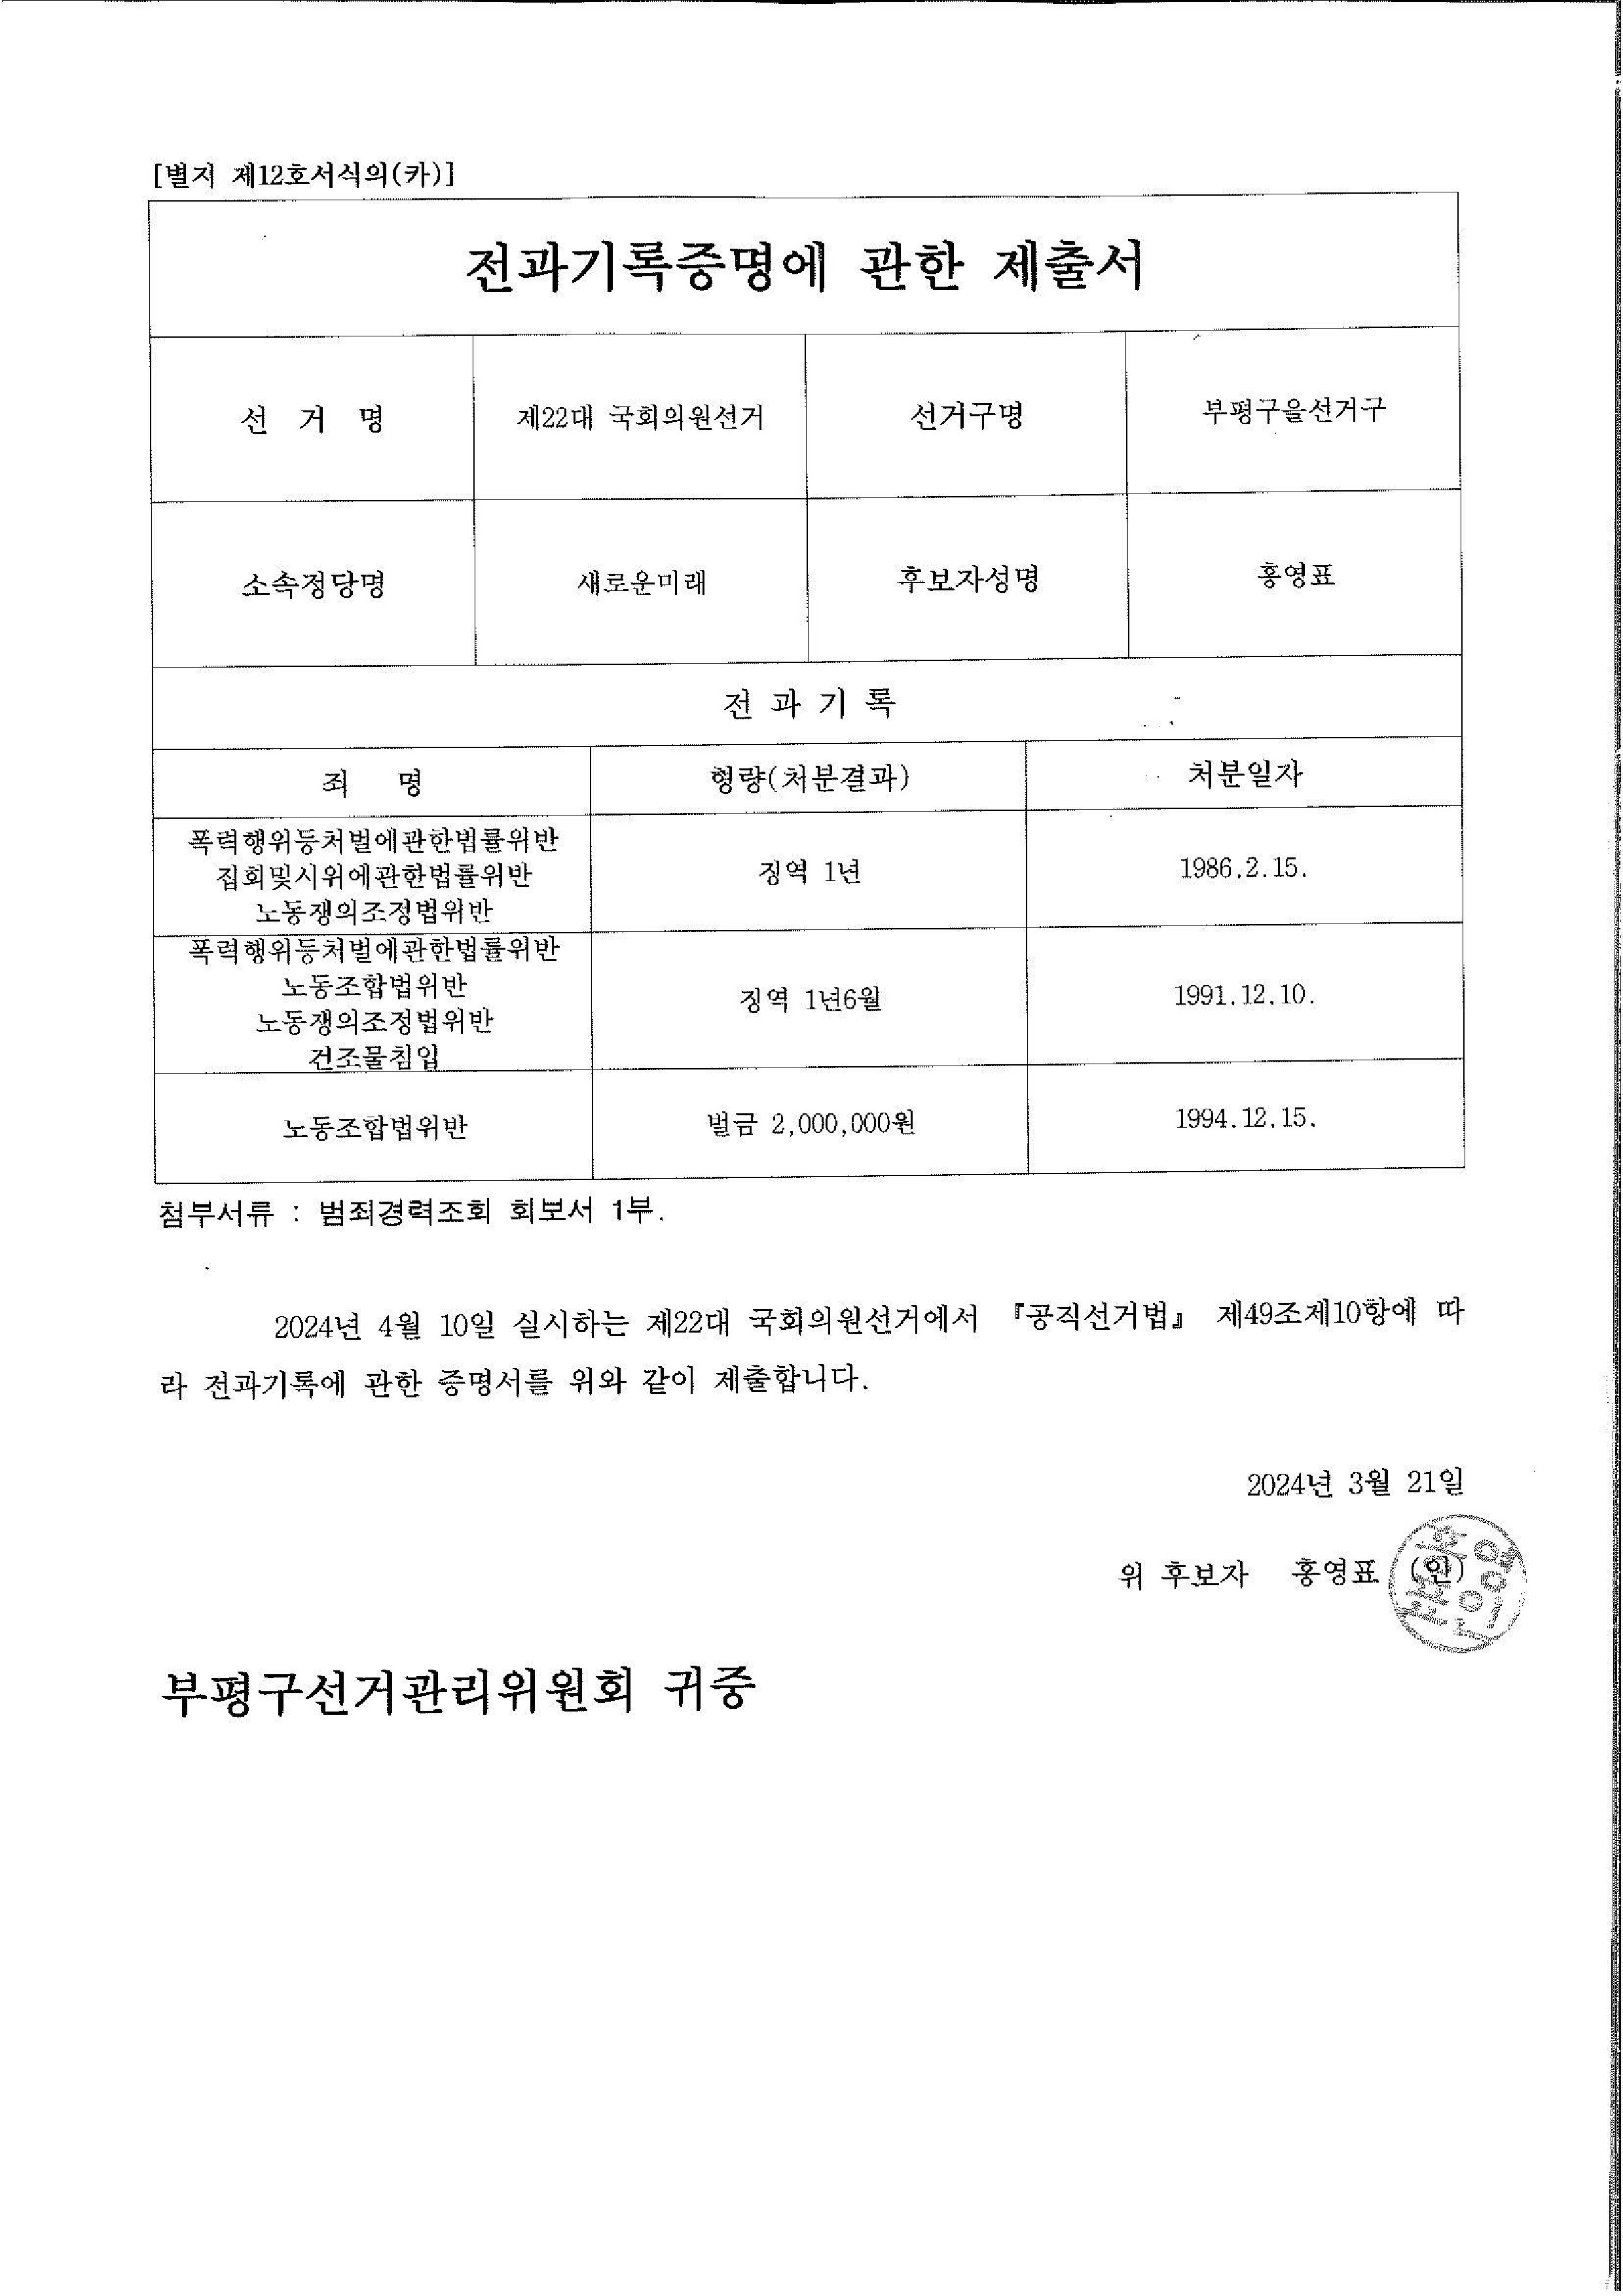 [별지 제12호서식의(카)]
전과기록증명에 관한 제출서
선 거 명 제22대 국회의원선거 선거구명 부평구을선거구
소속정당명 새로운미래 후보자성명 홍영표
전 과 기 록
죄 명 형량(처분결과) 처분일자
폭력행위등처벌에관한법률위반
집회및시위에관한법률위반 징역 1년 1986.2.15.
노동쟁의조정법위반
폭력행위등처벌에관한법률위반
노동조합법위반 징역 1년6월 1991.12.10.
노동쟁의조정법위반
건조물침입
노동조합법위반 벌금 2,000,000원 1994.12.15.
첨부서류 : 범죄경력조회 회보서 1부.
2024년 4월 10일 실시하는 제22대 국회의원선거에서 『공직선거법』 제49조제10항에 따
라 전과기록에 관한 증명서를 위와 같이 제출합니다.
2024년 3월 21일
위 후보자 홍영표 (인)
홍영
표인
부평구선거관리위원회 귀중